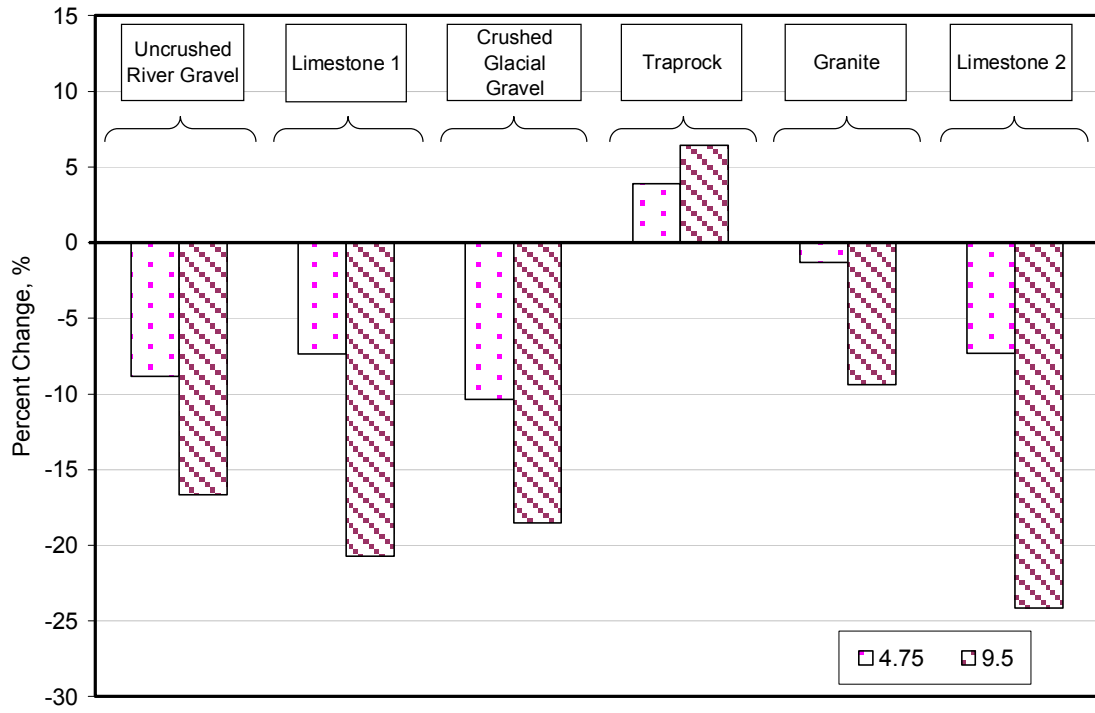 15
10
5
0
-5
-10
-15
-20
-25
-30
Percent Change, %
Uncrushed
River Gravel
Limestone 1
Crushed
Glacial
Gravel
Traprock
Granite
Limestone 2
4.75
9.5